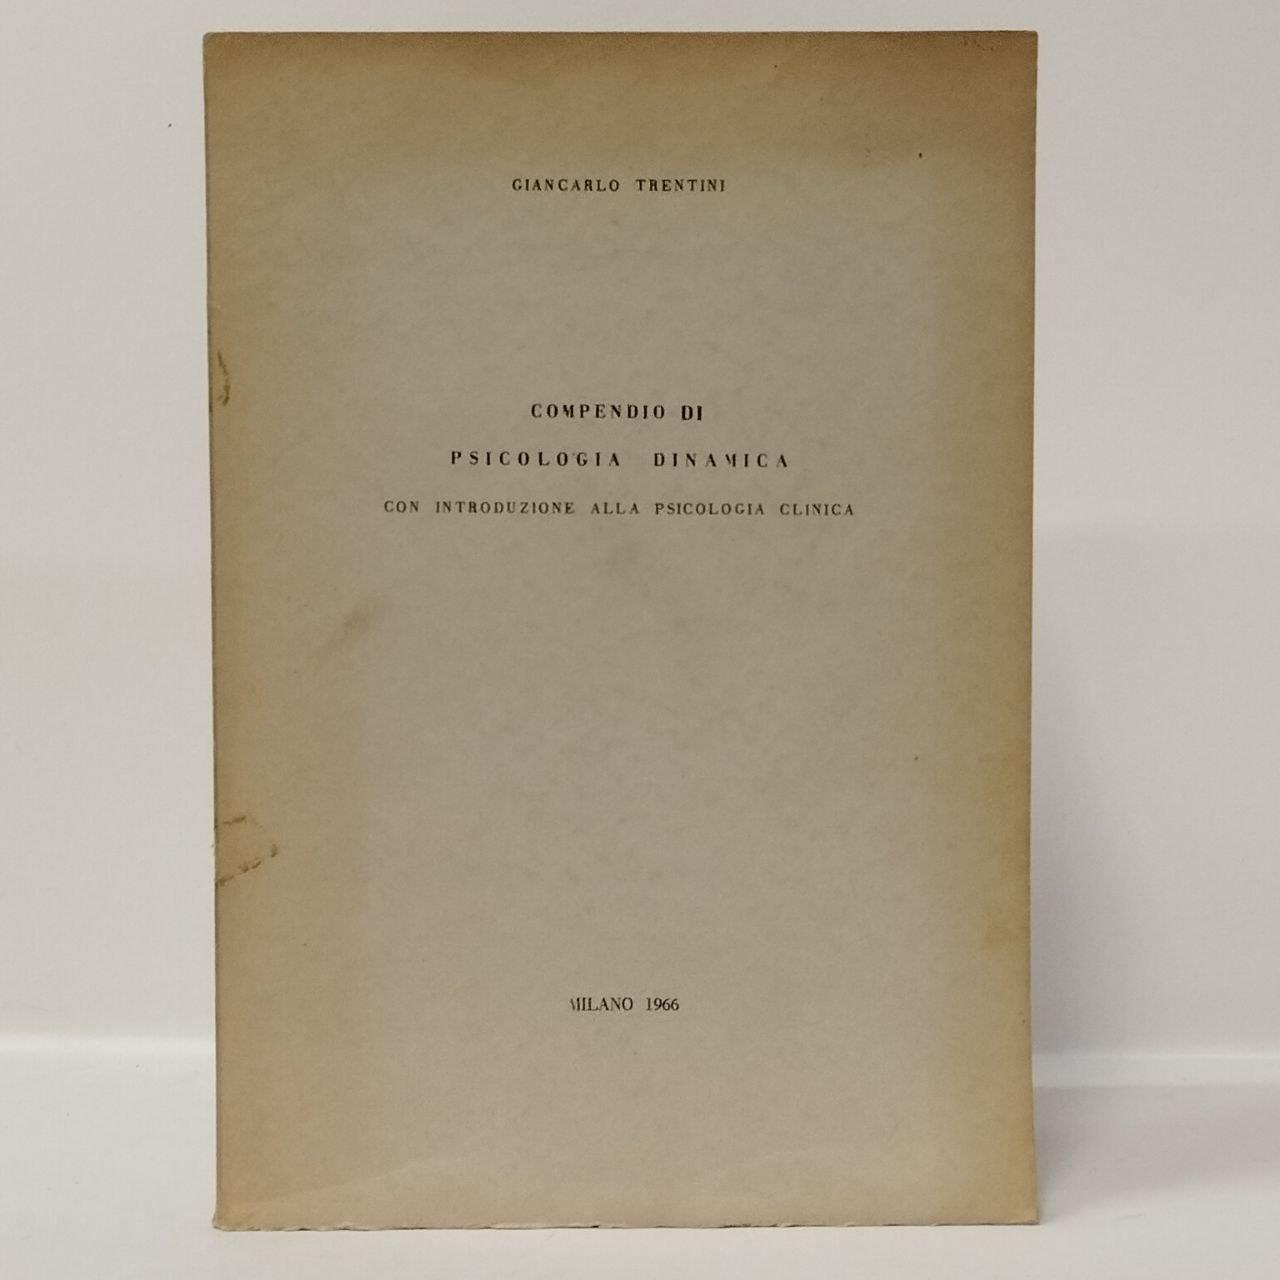 GIANCARLO TRENTINI
COMPENDIO DI
PSICOLOGIA DINAMICA
CON INTRODUZIONE ALLA PSICOLOGIA CLINICA
MILANO 1966